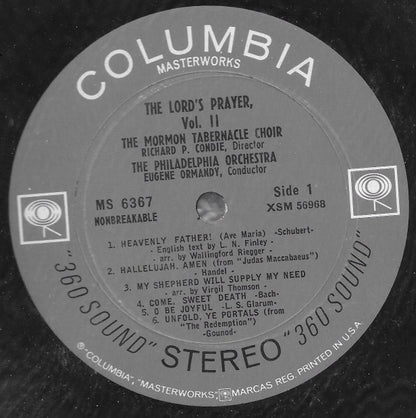 COLUMBIA
MASTERWORKS
THE LORD'S PRAYER,
Vol. II
THE MORMON TABERNACLE CHOIR
RICHARD P. CONDIE, Director
THE PHILADELPHIA ORCHESTRA
EUGENE ORMANDY, Conductor
MS 6367
NONBREAKABLE
Side 1
XSM 56968
1. HEAVENLY FATHER! (Ave Maria) -Schubert-
- English text by L. N. Finley
- arr. by Wallingford Riegger -
2. HALLELUJAH, AMEN (from "Judas Maccabaeus")
- Handel -
3. MY SHEPHERD WILL SUPPLY MY NEED
- arr. by Virgil Thomson -
4. COME, SWEET DEATH -Bach-
5. O BE JOYFUL -L. S. Glarum-
6. UNFOLD, YE PORTALS (from
"The Redemption")
-Gounod-
"360 SOUND" STEREO "360 SOUND"
® "COLUMBIA", "MASTERWORKS", MARCAS REG. PRINTED IN U.S.A.